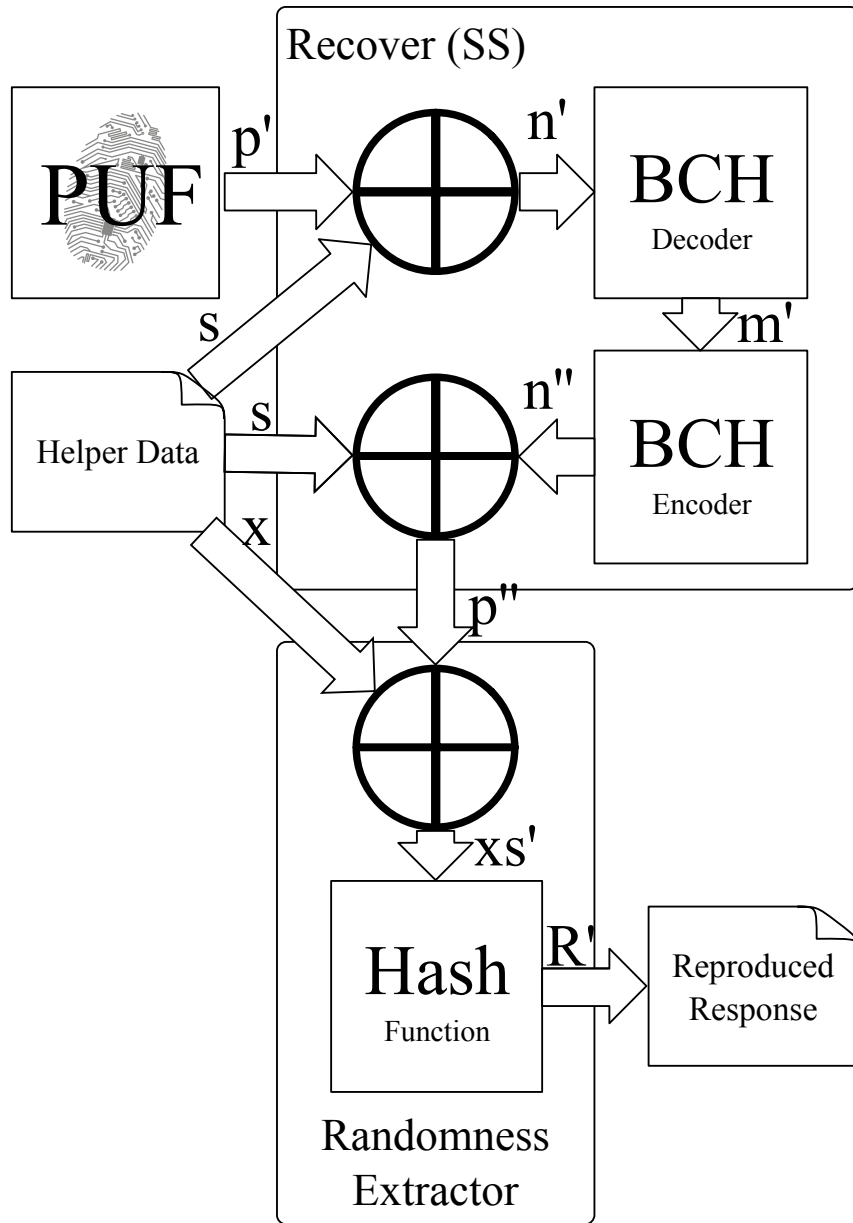 Recover (SS)
PUF
p'
n'
BCH
Decoder
s
m'
Helper Data
s
n''
BCH
Encoder
x
p''
xs'
Hash
Function
R'
Reproduced
Response
Randomness
Extractor